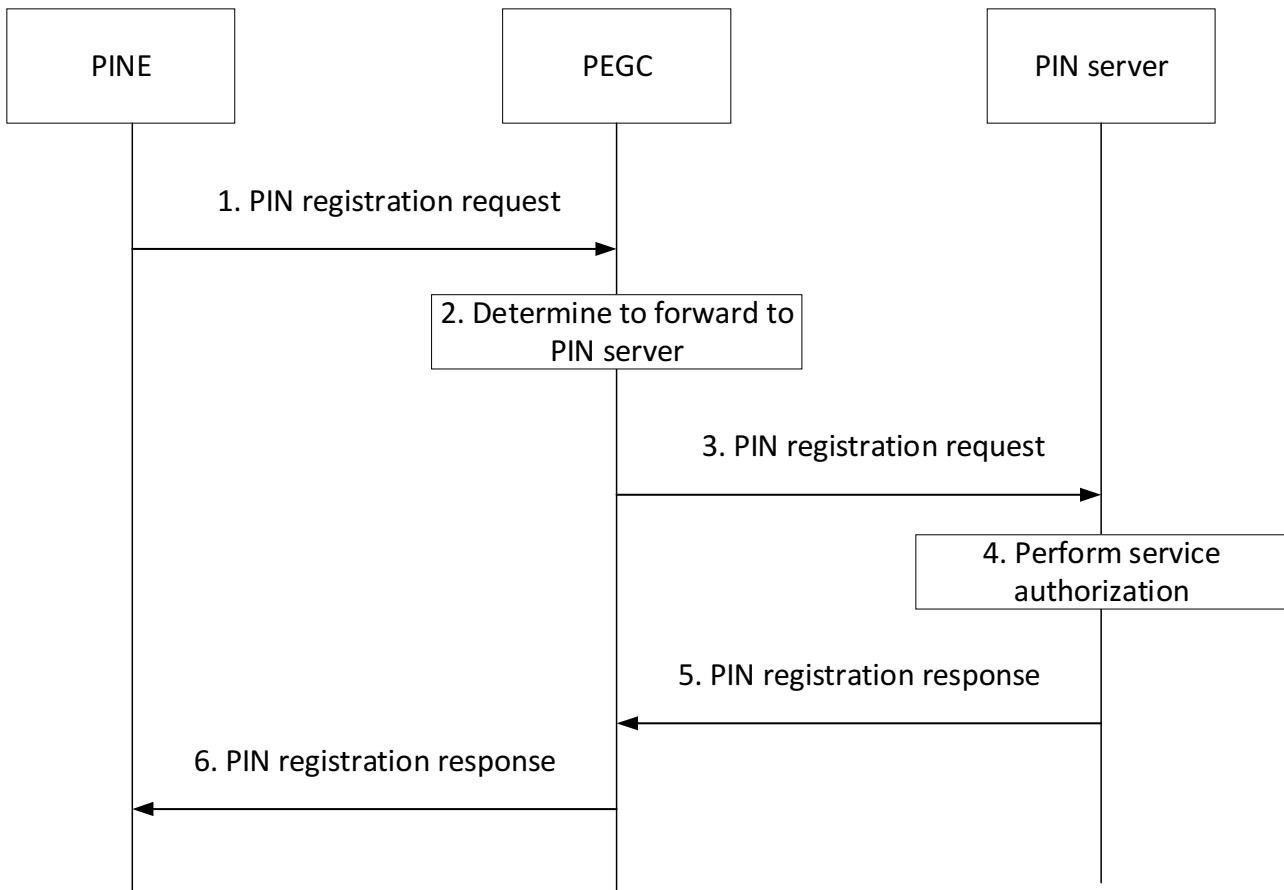 PINE
PEGC
PIN server
1. PIN registration request
2. Determine to forward to
PIN server
3. PIN registration request
4. Perform service
authorization
5. PIN registration response
6. PIN registration response